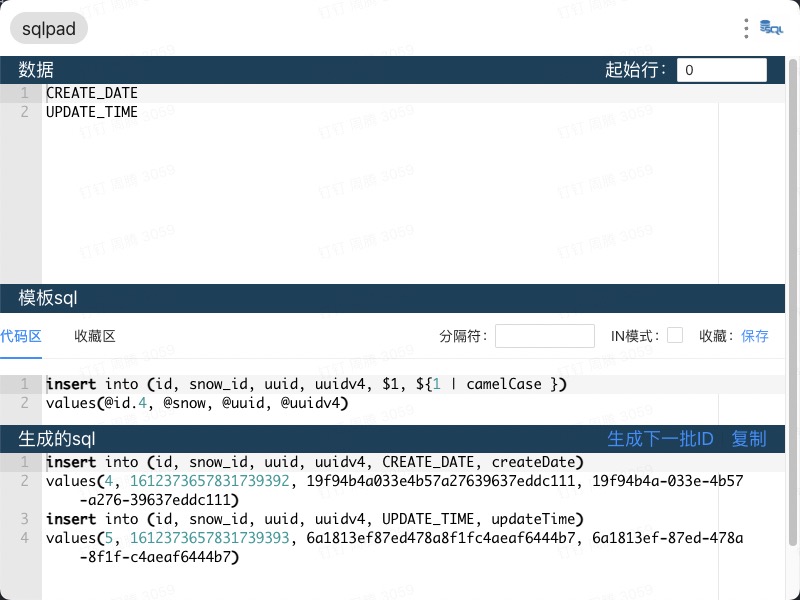 sqlpad
数据
起始行： 0
1 CREATE_DATE
2 UPDATE_TIME
模板sql
代码区 收藏区 分隔符： IN模式： 收藏： 保存
1 insert into (id, snow_id, uuid, uuidv4, $1, ${1 | camelCase })
2 values(@id.4, @snow, @uuid, @uuidv4)
生成的sql 生成下一批ID 复制
1 insert into (id, snow_id, uuid, uuidv4, CREATE_DATE, createDate)
2 values(4, 1612373657831739392, 19f94b4a033e4b57a27639637eddc111, 19f94b4a-033e-4b57
-a276-39637eddc111)
3 insert into (id, snow_id, uuid, uuidv4, UPDATE_TIME, updateTime)
4 values(5, 1612373657831739393, 6a1813ef87ed478a8f1fc4aeaf6444b7, 6a1813ef-87ed-478a
-8f1f-c4aeaf6444b7)